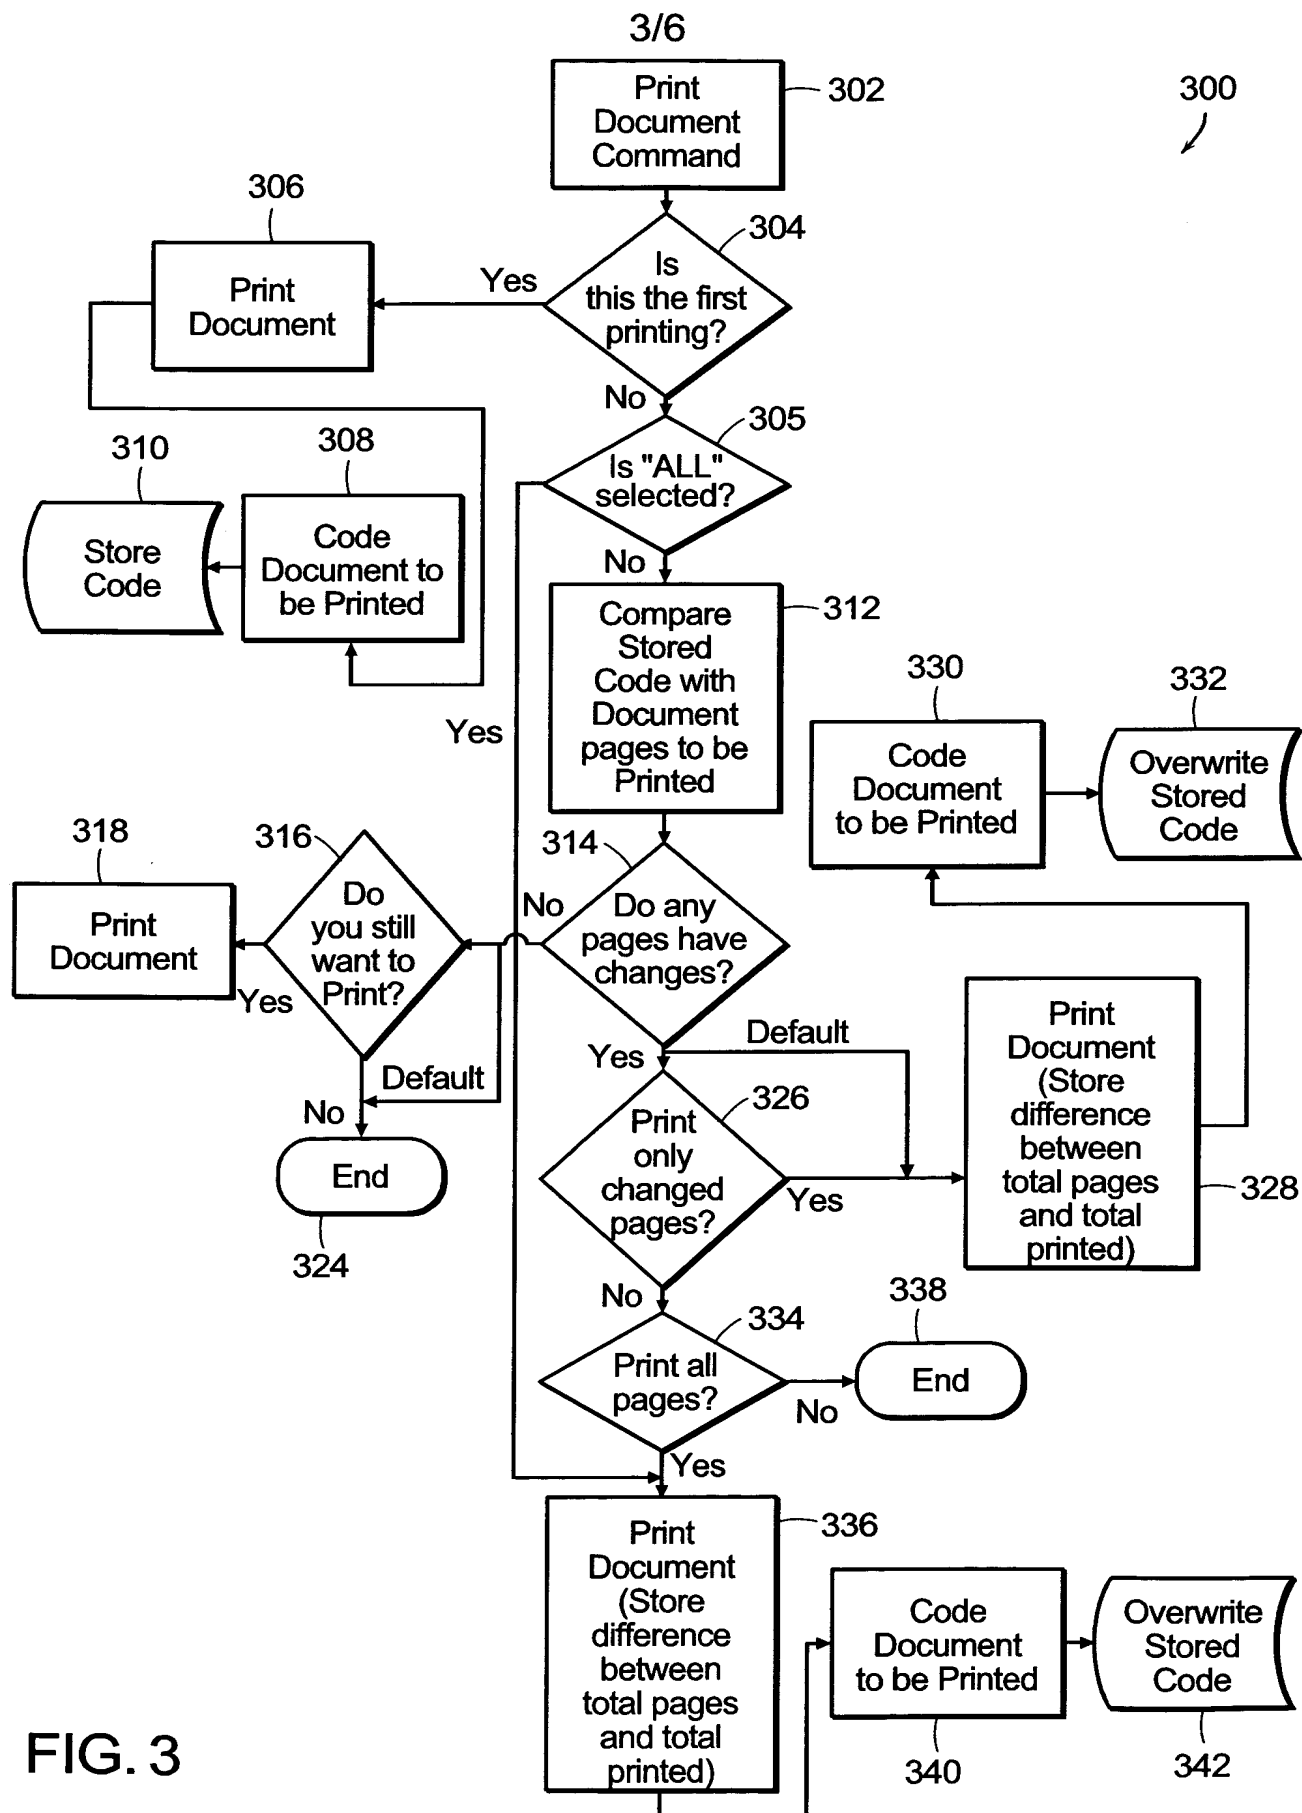 3/6
Print
Document
Command
302
300
306
304
Is
this the first
printing?
Yes
Print
Document
No
305
310
308
Is "ALL"
selected?
Code
Document to
be Printed
Store
Code
No
312
Compare
Stored
Code with
Document
pages to be
Printed
330
332
Yes
Code
Document
to be Printed
Overwrite
Stored
Code
318
316
314
Do
you still
want to
Print?
No
Do any
pages have
changes?
Print
Document
Yes
Print
Document
(Store
difference
between
total pages
and total
printed)
Default
Yes
Default
No
326
Print
only
changed
pages?
End
Yes
328
324
No
338
334
Print all
pages?
End
No
Yes
336
Print
Document
(Store
difference
between
total pages
and total
printed)
Code
Document
to be Printed
Overwrite
Stored
Code
340
342
FIG. 3